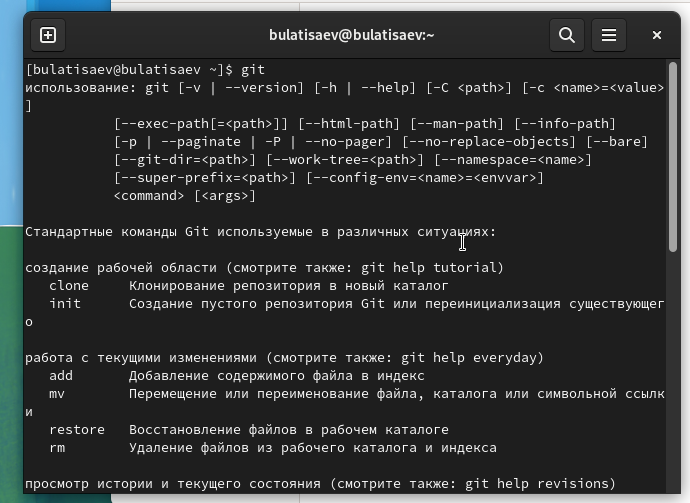 bulatisaev@bulatisaev:~
[bulatisaev@bulatisaev ~]$ git
использование: git [-v | --version] [-h | --help] [-C <path>] [-c <name>=<value>
]
[--exec-path[=<path>]] [--html-path] [--man-path] [--info-path]
[-p | --paginate | -P | --no-pager] [--no-replace-objects] [--bare]
[--git-dir=<path>] [--work-tree=<path>] [--namespace=<name>]
[--super-prefix=<path>] [--config-env=<name>=<envvar>]
<command> [<args>]
Стандартные команды Git используемые в различных ситуациях:
создание рабочей области (смотрите также: git help tutorial)
clone Клонирование репозитория в новый каталог
init Создание пустого репозитория Git или переинициализация существующег
о
работа с текущими изменениями (смотрите также: git help everyday)
add Добавление содержимого файла в индекс
mv Перемещение или переименование файла, каталога или символьной ссылк
и
restore Восстановление файлов в рабочем каталоге
rm Удаление файлов из рабочего каталога и индекса
просмотр истории и текущего состояния (смотрите также: git help revisions)